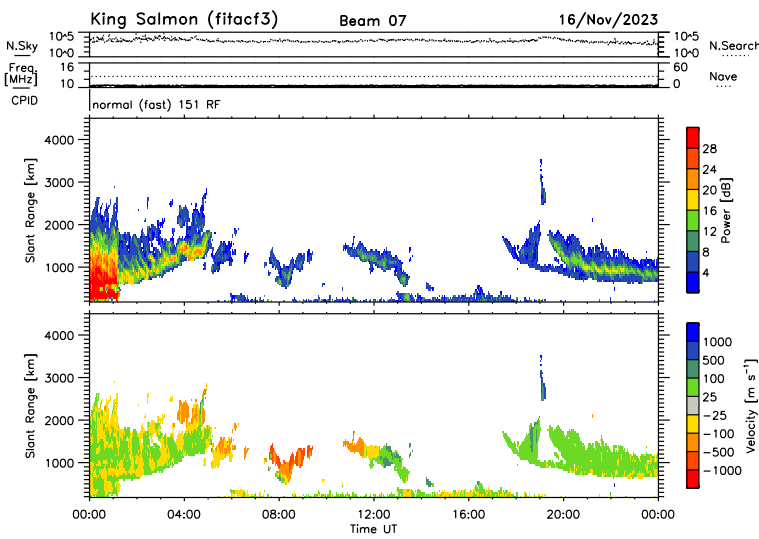 King Salmon (fitacf3) Beam 07 16/Nov/2023
N.Sky 10^5 10^0 10^5 10^0 N.Search
Freq [MHz] 16 10 60 0 Nave
CPID normal (fast) 151 RF
Slant Range [km] 4000 3000 2000 1000
28 24 20 16 12 8 4 Power [dB]
Slant Range [km] 4000 3000 2000 1000
1000 500 100 25 -25 -100 -500 -1000 Velocity [m s⁻¹]
00:00 04:00 08:00 12:00 16:00 20:00 00:00
Time UT